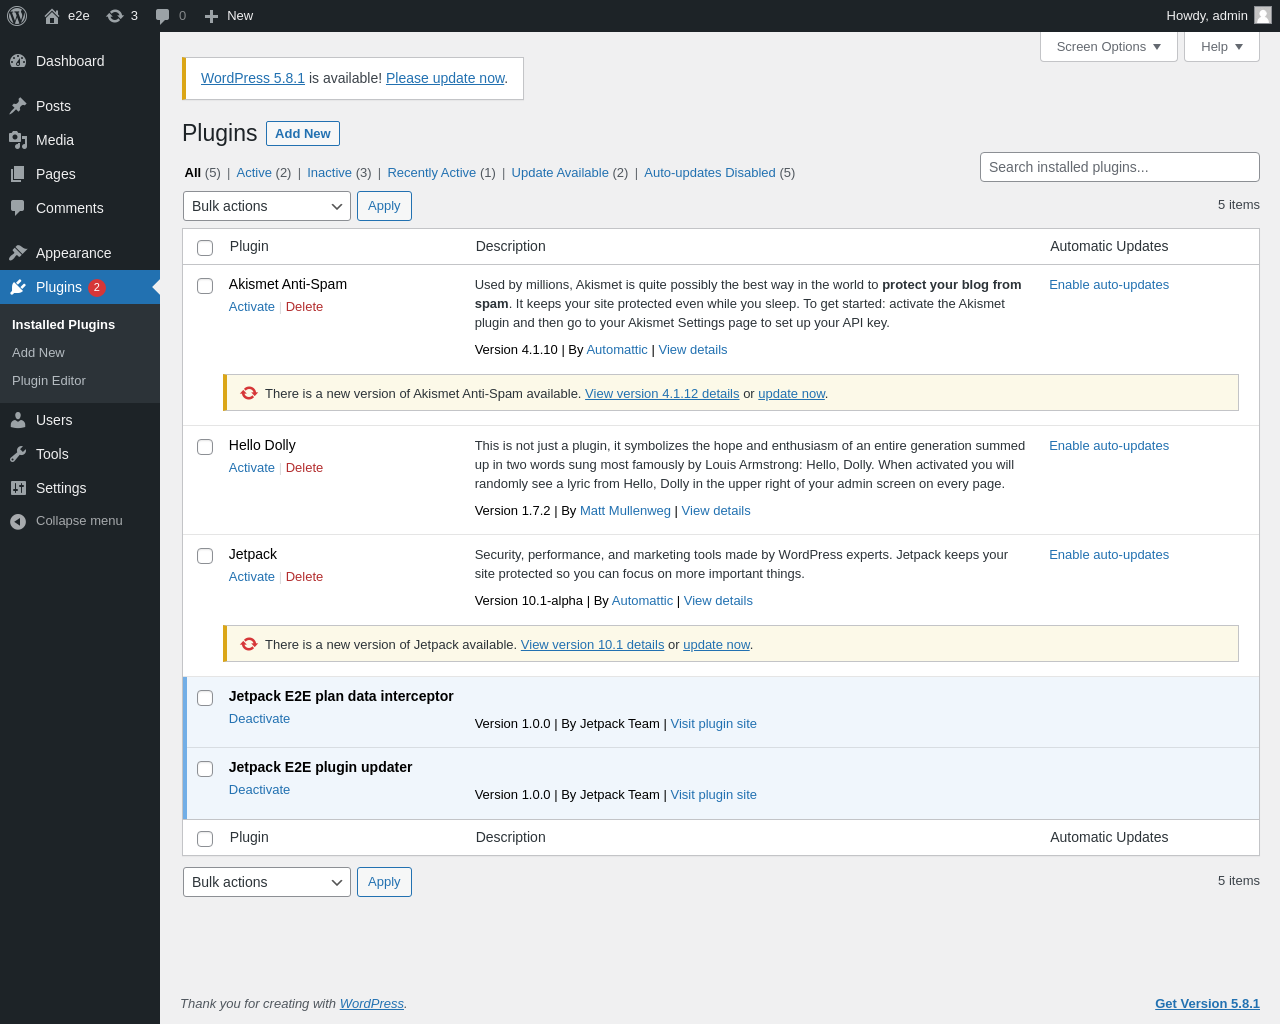 e2e 3 0 New Howdy, admin
Screen Options Help
Dashboard
Posts
Media
Pages
Comments
Appearance
Plugins 2
Installed Plugins
Add New
Plugin Editor
Users
Tools
Settings
Collapse menu
WordPress 5.8.1 is available! Please update now.
Plugins Add New
All (5) | Active (2) | Inactive (3) | Recently Active (1) | Update Available (2) | Auto-updates Disabled (5)
Search installed plugins...
Bulk actions Apply 5 items
Plugin Description Automatic Updates
Akismet Anti-Spam
Activate | Delete
Used by millions, Akismet is quite possibly the best way in the world to protect your blog from
spam. It keeps your site protected even while you sleep. To get started: activate the Akismet
plugin and then go to your Akismet Settings page to set up your API key.
Version 4.1.10 | By Automattic | View details
Enable auto-updates
There is a new version of Akismet Anti-Spam available. View version 4.1.12 details or update now.
Hello Dolly
Activate | Delete
This is not just a plugin, it symbolizes the hope and enthusiasm of an entire generation summed
up in two words sung most famously by Louis Armstrong: Hello, Dolly. When activated you will
randomly see a lyric from Hello, Dolly in the upper right of your admin screen on every page.
Version 1.7.2 | By Matt Mullenweg | View details
Enable auto-updates
Jetpack
Activate | Delete
Security, performance, and marketing tools made by WordPress experts. Jetpack keeps your
site protected so you can focus on more important things.
Version 10.1-alpha | By Automattic | View details
Enable auto-updates
There is a new version of Jetpack available. View version 10.1 details or update now.
Jetpack E2E plan data interceptor
Deactivate
Version 1.0.0 | By Jetpack Team | Visit plugin site
Jetpack E2E plugin updater
Deactivate
Version 1.0.0 | By Jetpack Team | Visit plugin site
Plugin Description Automatic Updates
Bulk actions Apply 5 items
Thank you for creating with WordPress. Get Version 5.8.1